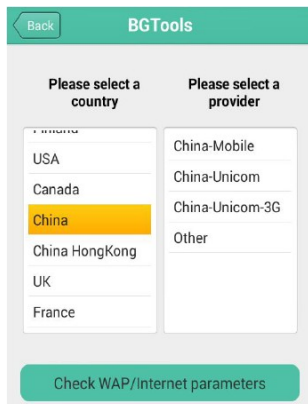 Back
BGTools
Please select a
country
Please select a
provider
USA
Canada
China
China HongKong
UK
France
China-Mobile
China-Unicom
China-Unicom-3G
Other
Check WAP/Internet parameters